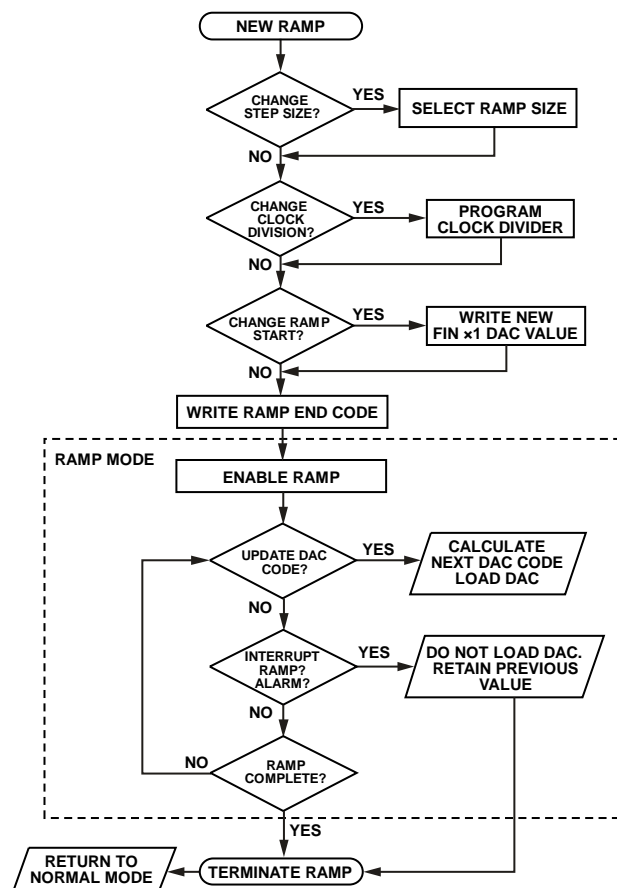 NEW RAMP
CHANGE
STEP SIZE?
YES
SELECT RAMP SIZE
NO
CHANGE
CLOCK
DIVISION?
YES
PROGRAM
CLOCK DIVIDER
NO
CHANGE RAMP
START?
YES
WRITE NEW
FIN ×1 DAC VALUE
NO
WRITE RAMP END CODE
RAMP MODE
ENABLE RAMP
UPDATE DAC
CODE?
YES
CALCULATE
NEXT DAC CODE
LOAD DAC
NO
INTERRUPT
RAMP?
ALARM?
YES
DO NOT LOAD DAC.
RETAIN PREVIOUS
VALUE
NO
RAMP
COMPLETE?
NO
YES
TERMINATE RAMP
RETURN TO
NORMAL MODE